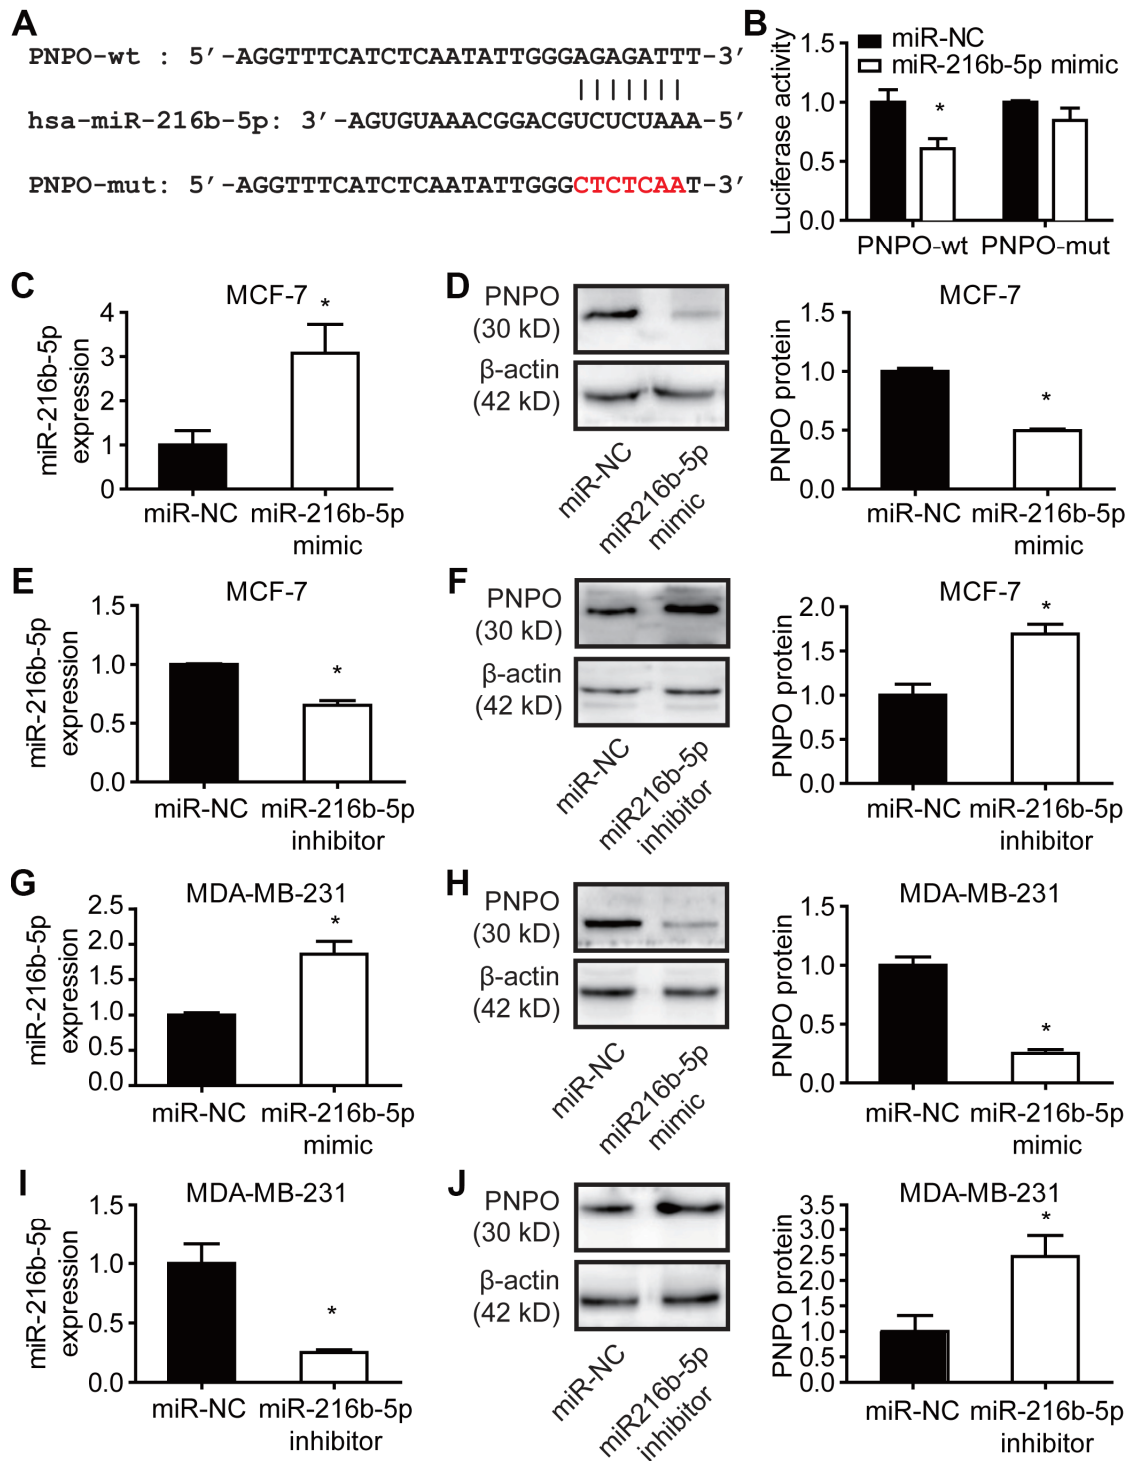 A
PNPO-wt : 5′-AGGTTTCATCTCAATATTGGGAGAGATTT-3′
hsa-miR-216b-5p: 3′-AGUGUAAACGGACGUCUCUAAA-5′
PNPO-mut: 5′-AGGTTTCATCTCAATATTGGGCTCTCAAT-3′
B
miR-NC
miR-216b-5p mimic
Luciferase activity
1.5
1.0
0.5
0.0
PNPO-wt PNPO-mut
*
C
MCF-7
miR-216b-5p
expression
4
3
2
1
0
*
miR-NC miR-216b-5p
mimic
D
PNPO
(30 kD)
β-actin
(42 kD)
miR-NC
miR216b-5p
mimic
MCF-7
PNPO protein
1.5
1.0
0.5
0.0
*
miR-NC miR-216b-5p
mimic
E
MCF-7
miR-216b-5p
expression
1.5
1.0
0.5
0.0
*
miR-NC miR-216b-5p
inhibitor
F
PNPO
(30 kD)
β-actin
(42 kD)
miR-NC
miR216b-5p
inhibitor
MCF-7
PNPO protein
2.0
1.5
1.0
0.5
0.0
*
miR-NC miR-216b-5p
inhibitor
G
MDA-MB-231
miR-216b-5p
expression
2.5
2.0
1.5
1.0
0.5
0.0
*
miR-NC miR-216b-5p
mimic
H
PNPO
(30 kD)
β-actin
(42 kD)
miR-NC
miR216b-5p
mimic
MDA-MB-231
PNPO protein
1.5
1.0
0.5
0.0
*
miR-NC miR-216b-5p
mimic
I
MDA-MB-231
miR-216b-5p
expression
1.5
1.0
0.5
0.0
*
miR-NC miR-216b-5p
inhibitor
J
PNPO
(30 kD)
β-actin
(42 kD)
miR-NC
miR216b-5p
inhibitor
MDA-MB-231
PNPO protein
3.5
3.0
2.5
2.0
1.5
1.0
0.5
0.0
*
miR-NC miR-216b-5p
inhibitor